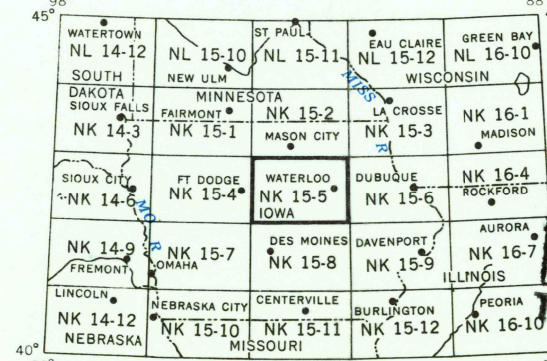 98
88
45°
WATERTOWN
NL 14-12
NL 15-10
NEW ULM
ST PAUL
NL 15-11
EAU CLAIRE
NL 15-12
GREEN BAY
NL 16-10
SOUTH
DAKOTA
MINNESOTA
WISCONSIN
MISS
R
SIOUX FALLS
NK 14-3
FAIRMONT
NK 15-1
NK 15-2
MASON CITY
LA CROSSE
NK 15-3
NK 16-1
MADISON
SIOUX CITY
NK 14-6
FT DODGE
NK 15-4
WATERLOO
NK 15-5
IOWA
DUBUQUE
NK 15-6
NK 16-4
ROCKFORD
MO R
NK 14-9
FREMONT
OMAHA
NK 15-7
DES MOINES
NK 15-8
DAVENPORT
NK 15-9
AURORA
NK 16-7
ILLINOIS
LINCOLN
NK 14-12
NEBRASKA
NEBRASKA CITY
NK 15-10
CENTERVILLE
NK 15-11
MISSOURI
BURLINGTON
NK 15-12
PEORIA
NK 16-10
40°